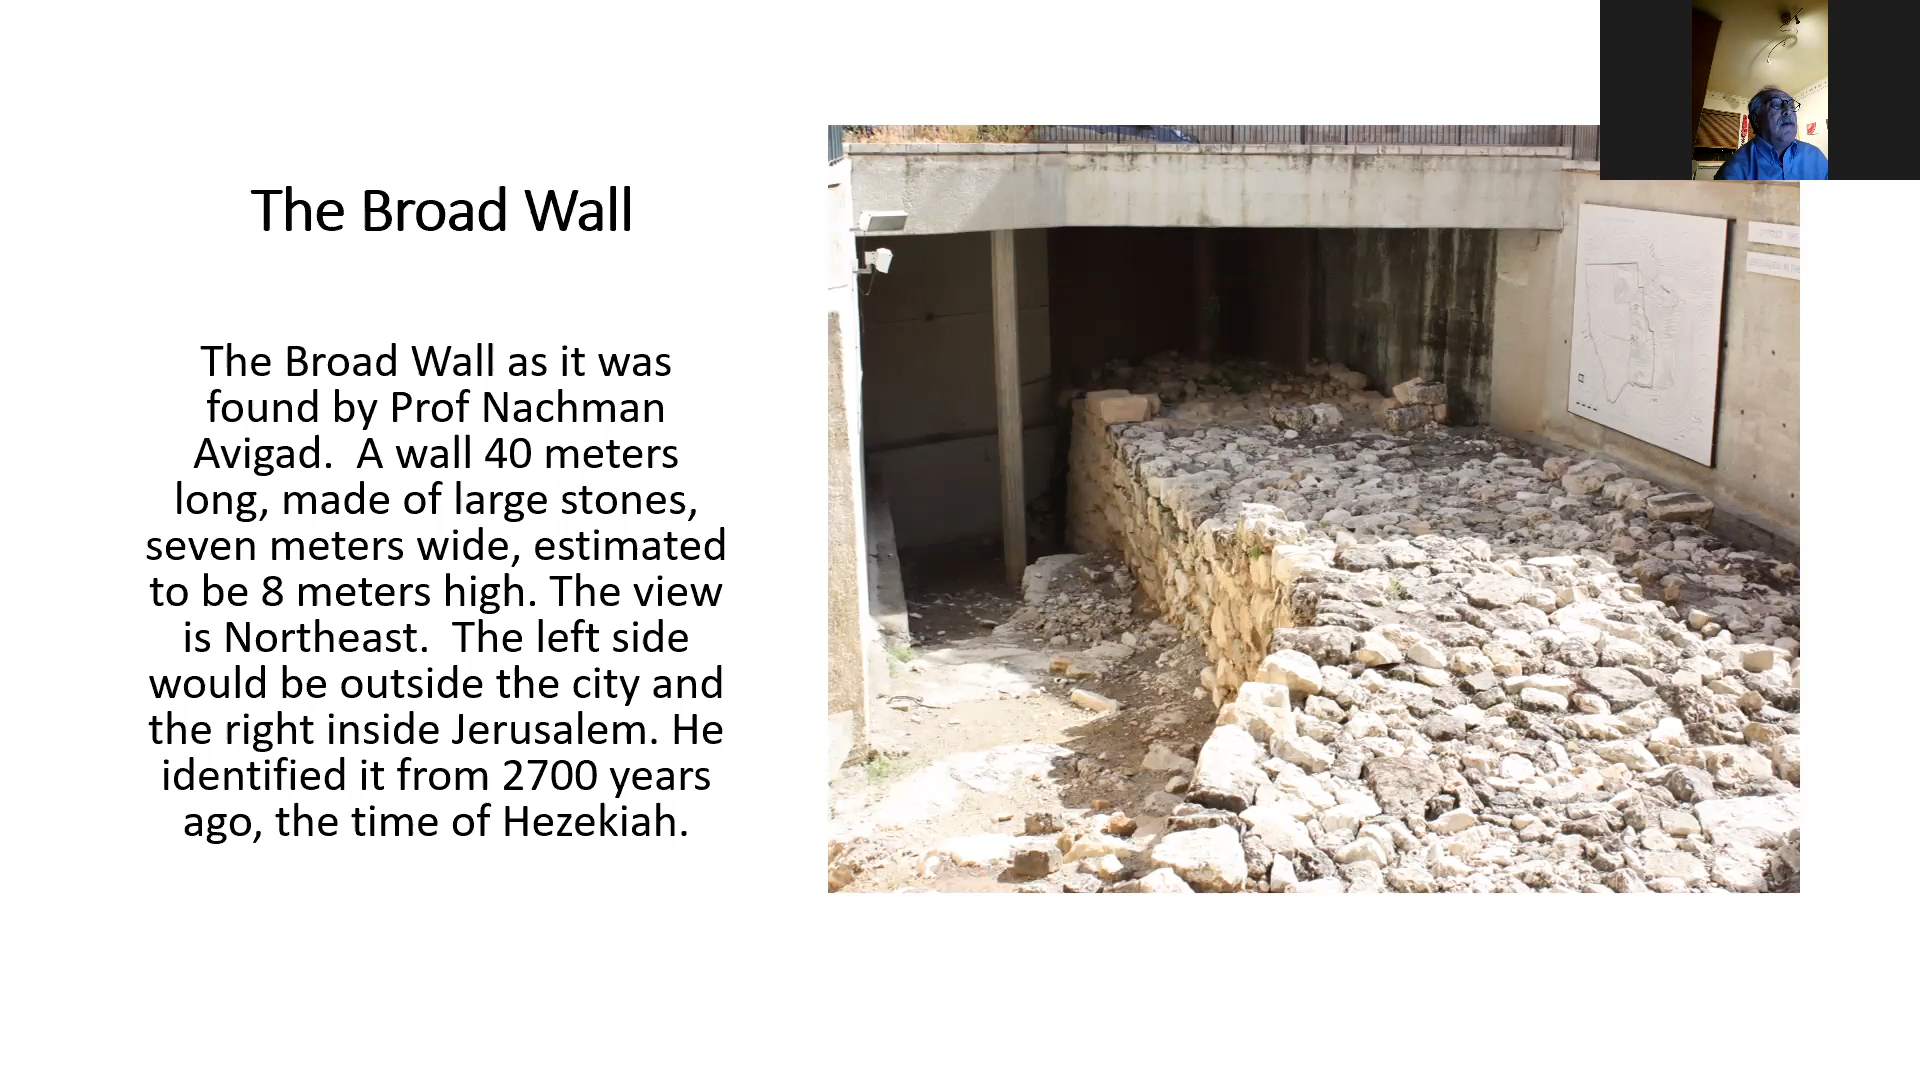 The Broad Wall
The Broad Wall as it was
found by Prof Nachman
Avigad.  A wall 40 meters
long, made of large stones,
seven meters wide, estimated
to be 8 meters high. The view
is Northeast.  The left side
would be outside the city and
the right inside Jerusalem. He
identified it from 2700 years
ago, the time of Hezekiah.